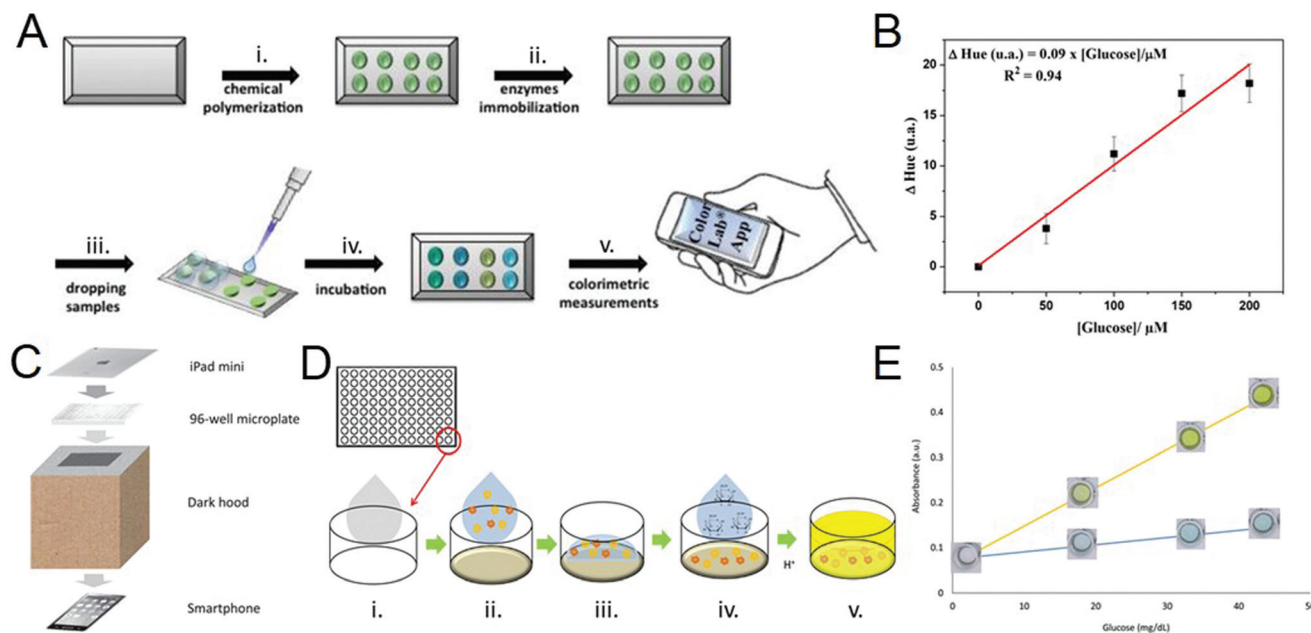 A
i.
chemical
polymerization
ii.
enzymes
immobilization
iii.
dropping
samples
iv.
incubation
v.
colorimetric
measurements
Color
Lab®
App
B
Δ Hue (u.a.) = 0.09 x [Glucose]/μM
R² = 0.94
Δ Hue (u.a.)
20
15
10
5
0
0
50
100
150
200
[Glucose]/ μM
C
iPad mini
96-well microplate
Dark hood
Smartphone
D
i.
ii.
iii.
iv.
H⁺
v.
E
Absorbance (a.u.)
0.5
0.4
0.3
0.2
0.1
0
0
10
20
30
40
50
Glucose (mg/dL)